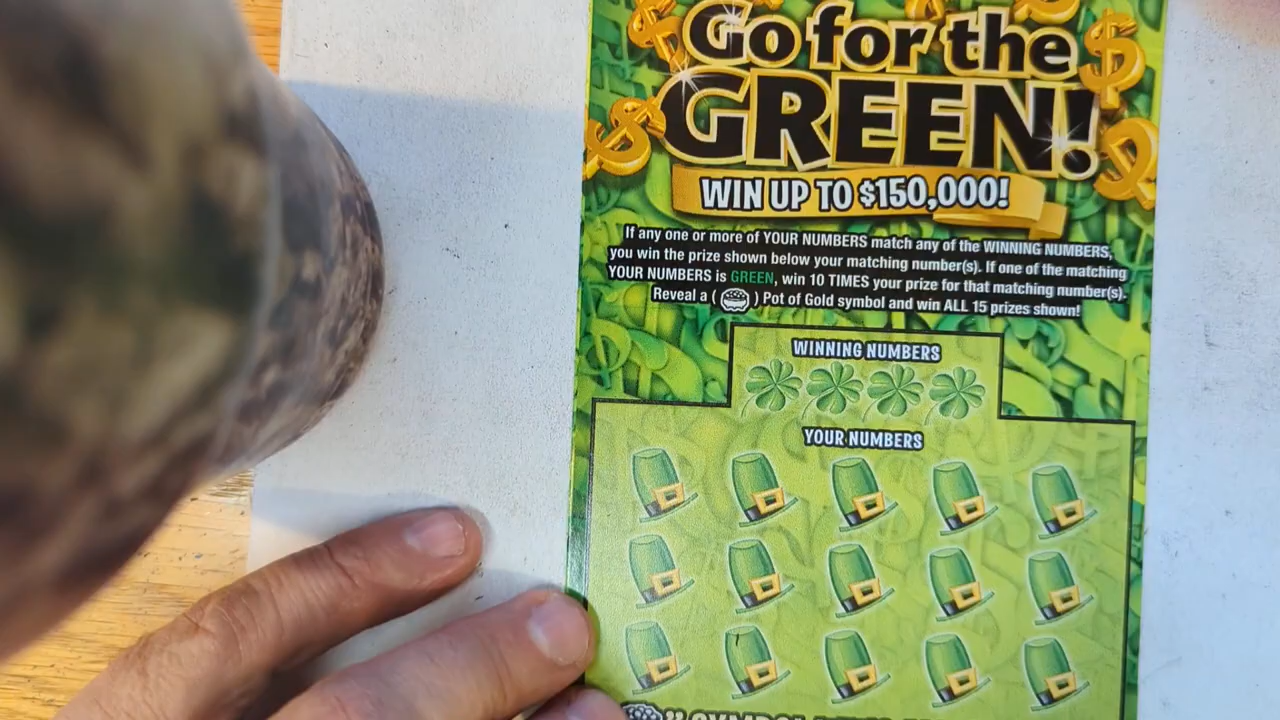 Go for the
GREEN!
WIN UP TO $150,000!
If any one or more of YOUR NUMBERS match any of the WINNING NUMBERS,
you win the prize shown below your matching number(s). If one of the matching
YOUR NUMBERS is GREEN, win 10 TIMES your prize for that matching number(s).
Reveal a ( ) Pot of Gold symbol and win ALL 15 prizes shown!
WINNING NUMBERS
YOUR NUMBERS
" SYMBOL